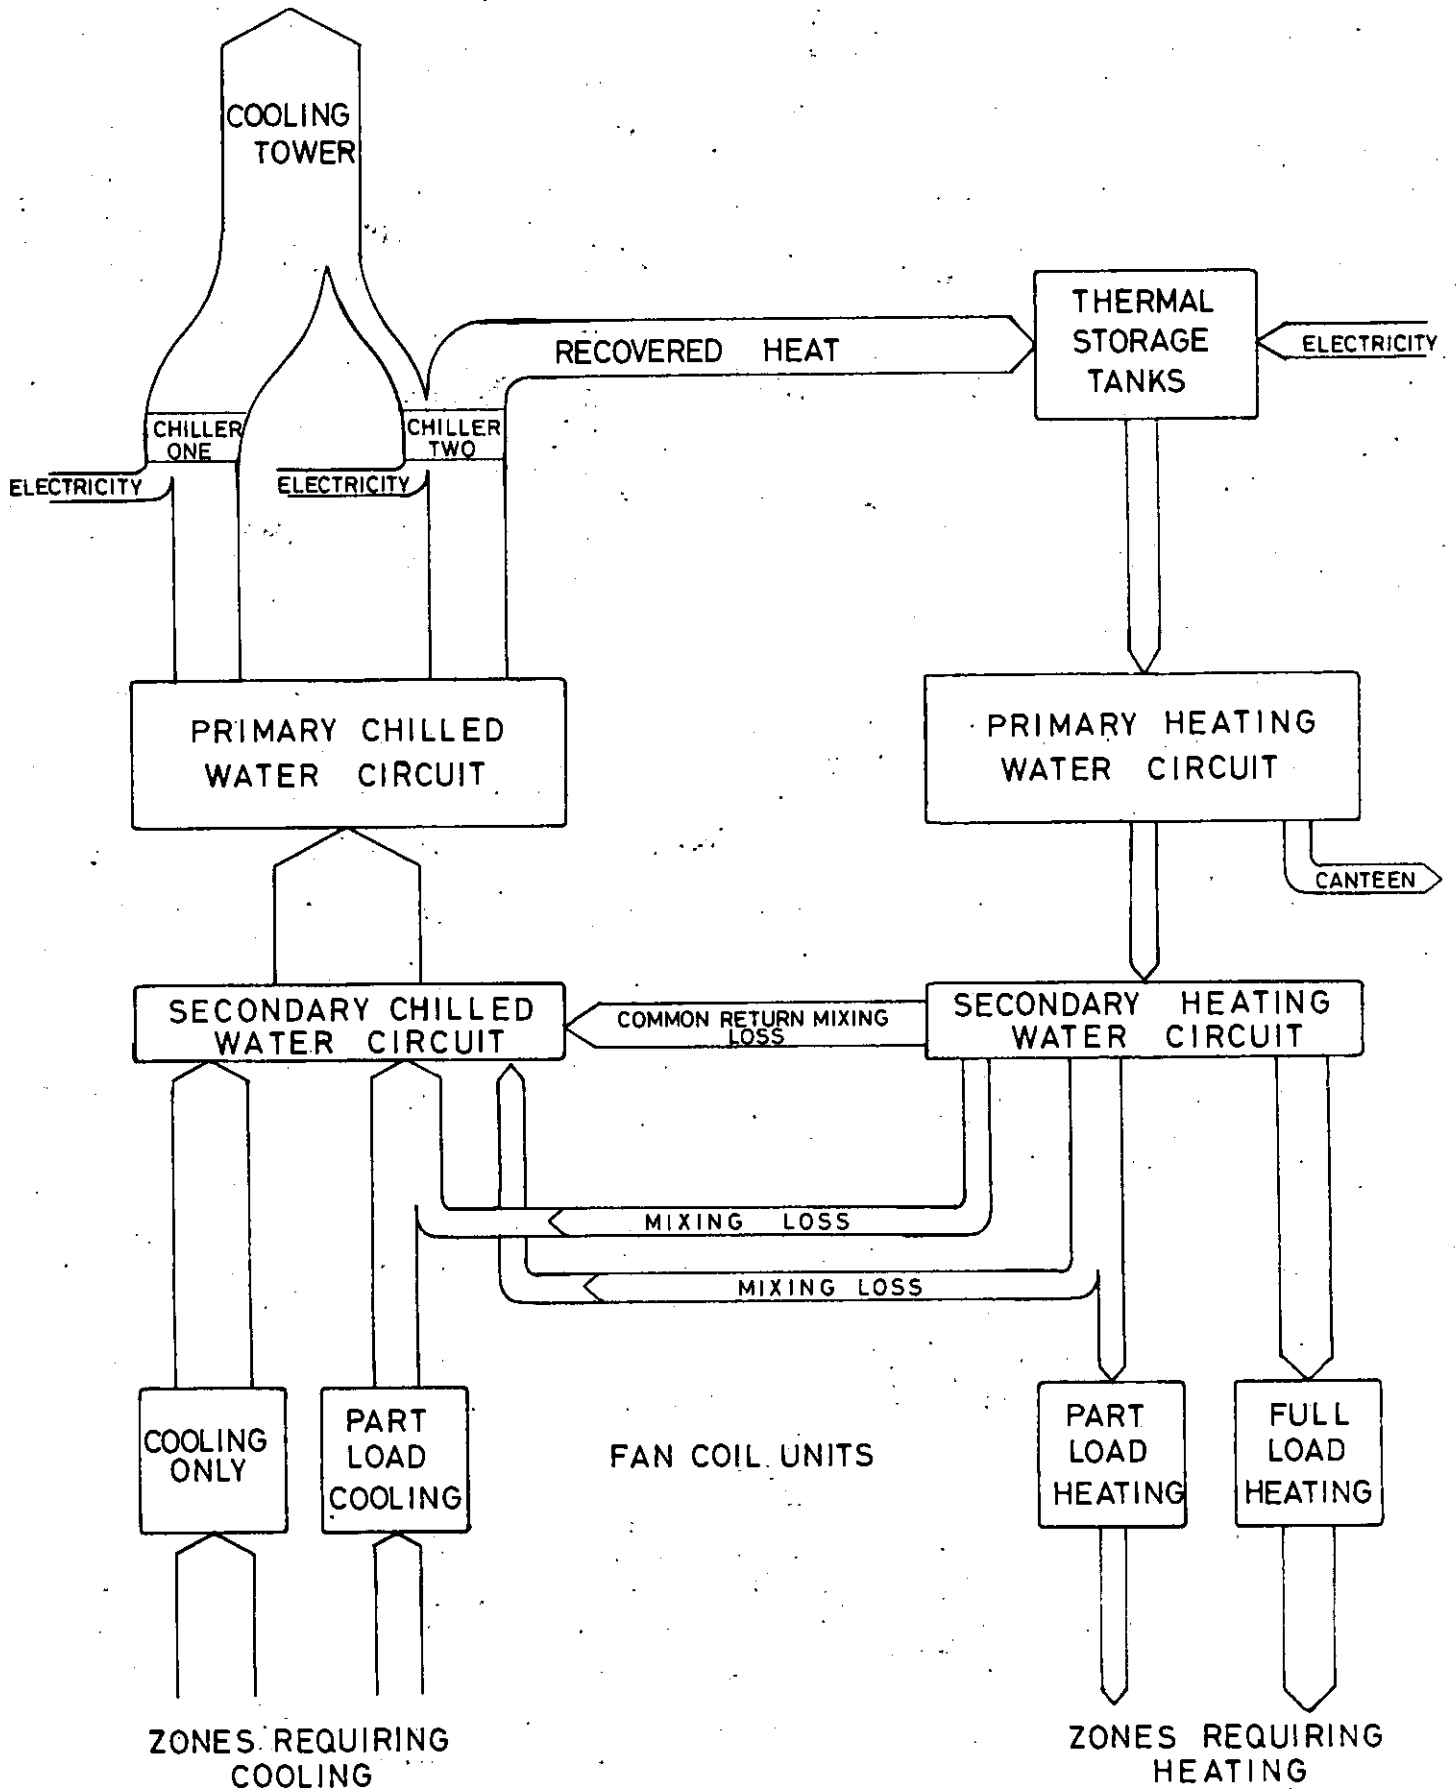 COOLING
TOWER
RECOVERED HEAT
THERMAL
STORAGE
TANKS
ELECTRICITY
CHILLER
ONE
CHILLER
TWO
ELECTRICITY
ELECTRICITY
PRIMARY CHILLED
WATER CIRCUIT
PRIMARY HEATING
WATER CIRCUIT
CANTEEN
SECONDARY CHILLED
WATER CIRCUIT
COMMON RETURN MIXING
LOSS
SECONDARY HEATING
WATER CIRCUIT
MIXING LOSS
MIXING LOSS
COOLING
ONLY
PART
LOAD
COOLING
FAN COIL UNITS
PART
LOAD
HEATING
FULL
LOAD
HEATING
ZONES REQUIRING
COOLING
ZONES REQUIRING
HEATING